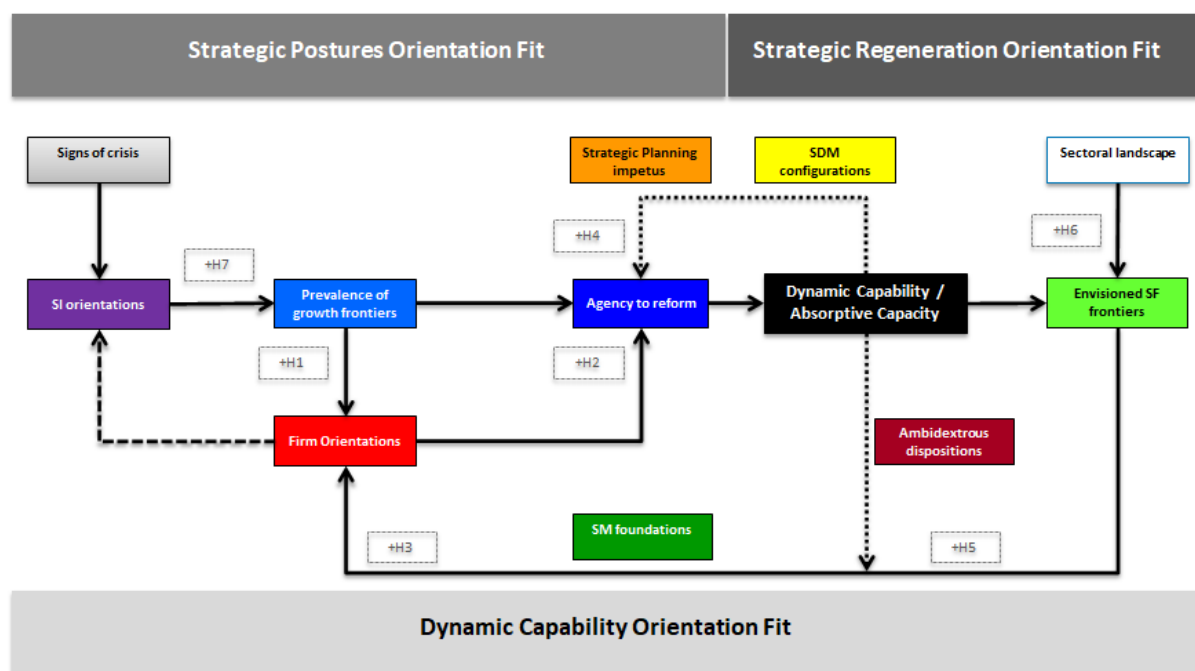 Strategic Postures Orientation Fit
Strategic Regeneration Orientation Fit
Signs of crisis
Strategic Planning
impetus
SDM
configurations
Sectoral landscape
+H4
+H6
+H7
SI orientations
Prevalence of
growth frontiers
Agency to reform
Dynamic Capability /
Absorptive Capacity
Envisioned SF
frontiers
+H1
+H2
Firm Orientations
Ambidextrous
dispositions
SM foundations
+H3
+H5
Dynamic Capability Orientation Fit